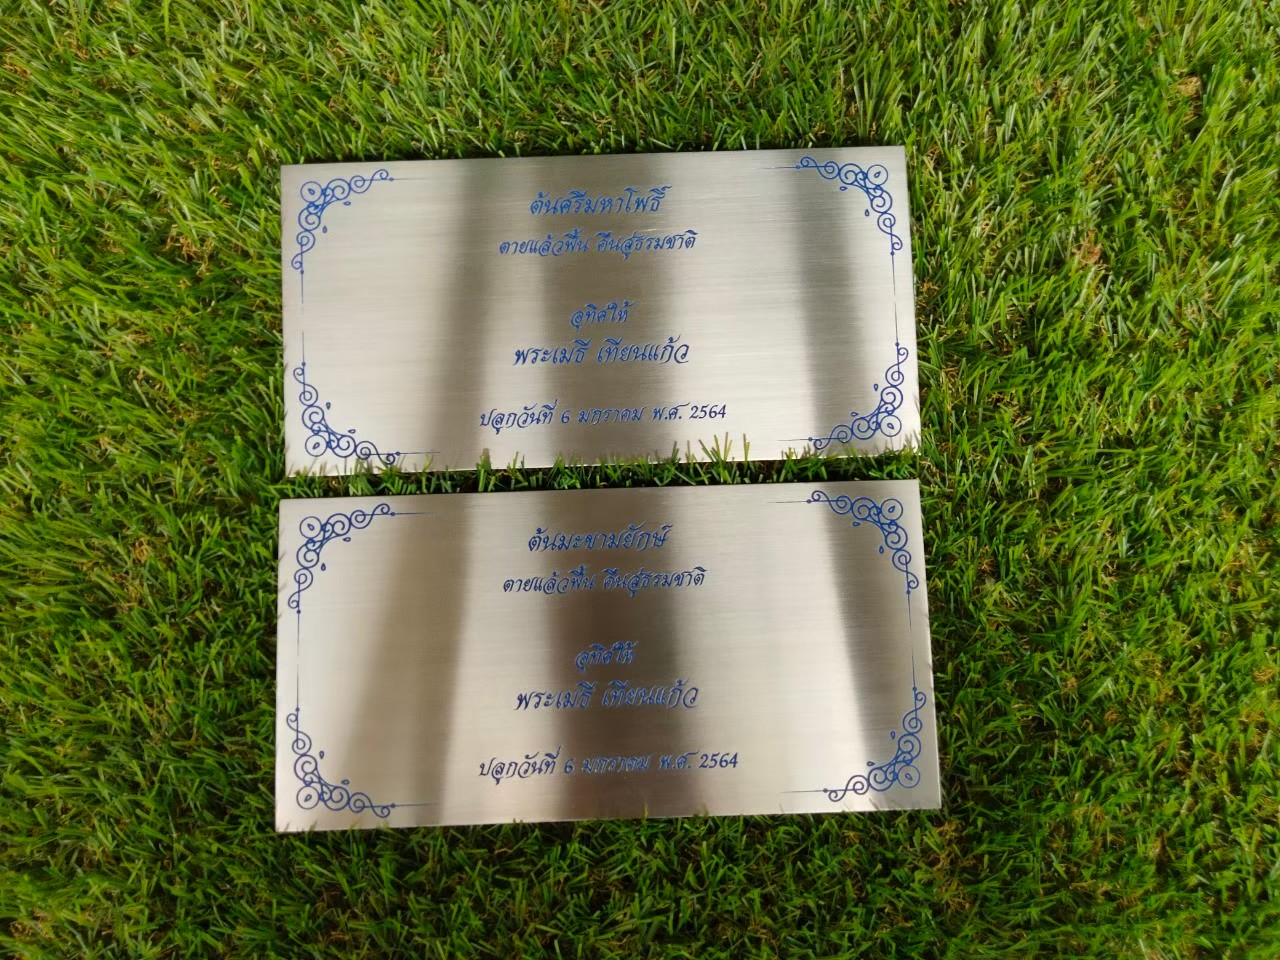 ต้นศรีมหาโพธิ์
ตายแล้วฟื้น คืนสู่ธรรมชาติ
อุทิศให้
พระเมธี เทียนแก้ว
ปลูกวันที่ 6 มกราคม พ.ศ. 2564
ต้นมะขามยักษ์
ตายแล้วฟื้น คืนสู่ธรรมชาติ
อุทิศให้
พระเมธี เทียนแก้ว
ปลูกวันที่ 6 มกราคม พ.ศ. 2564